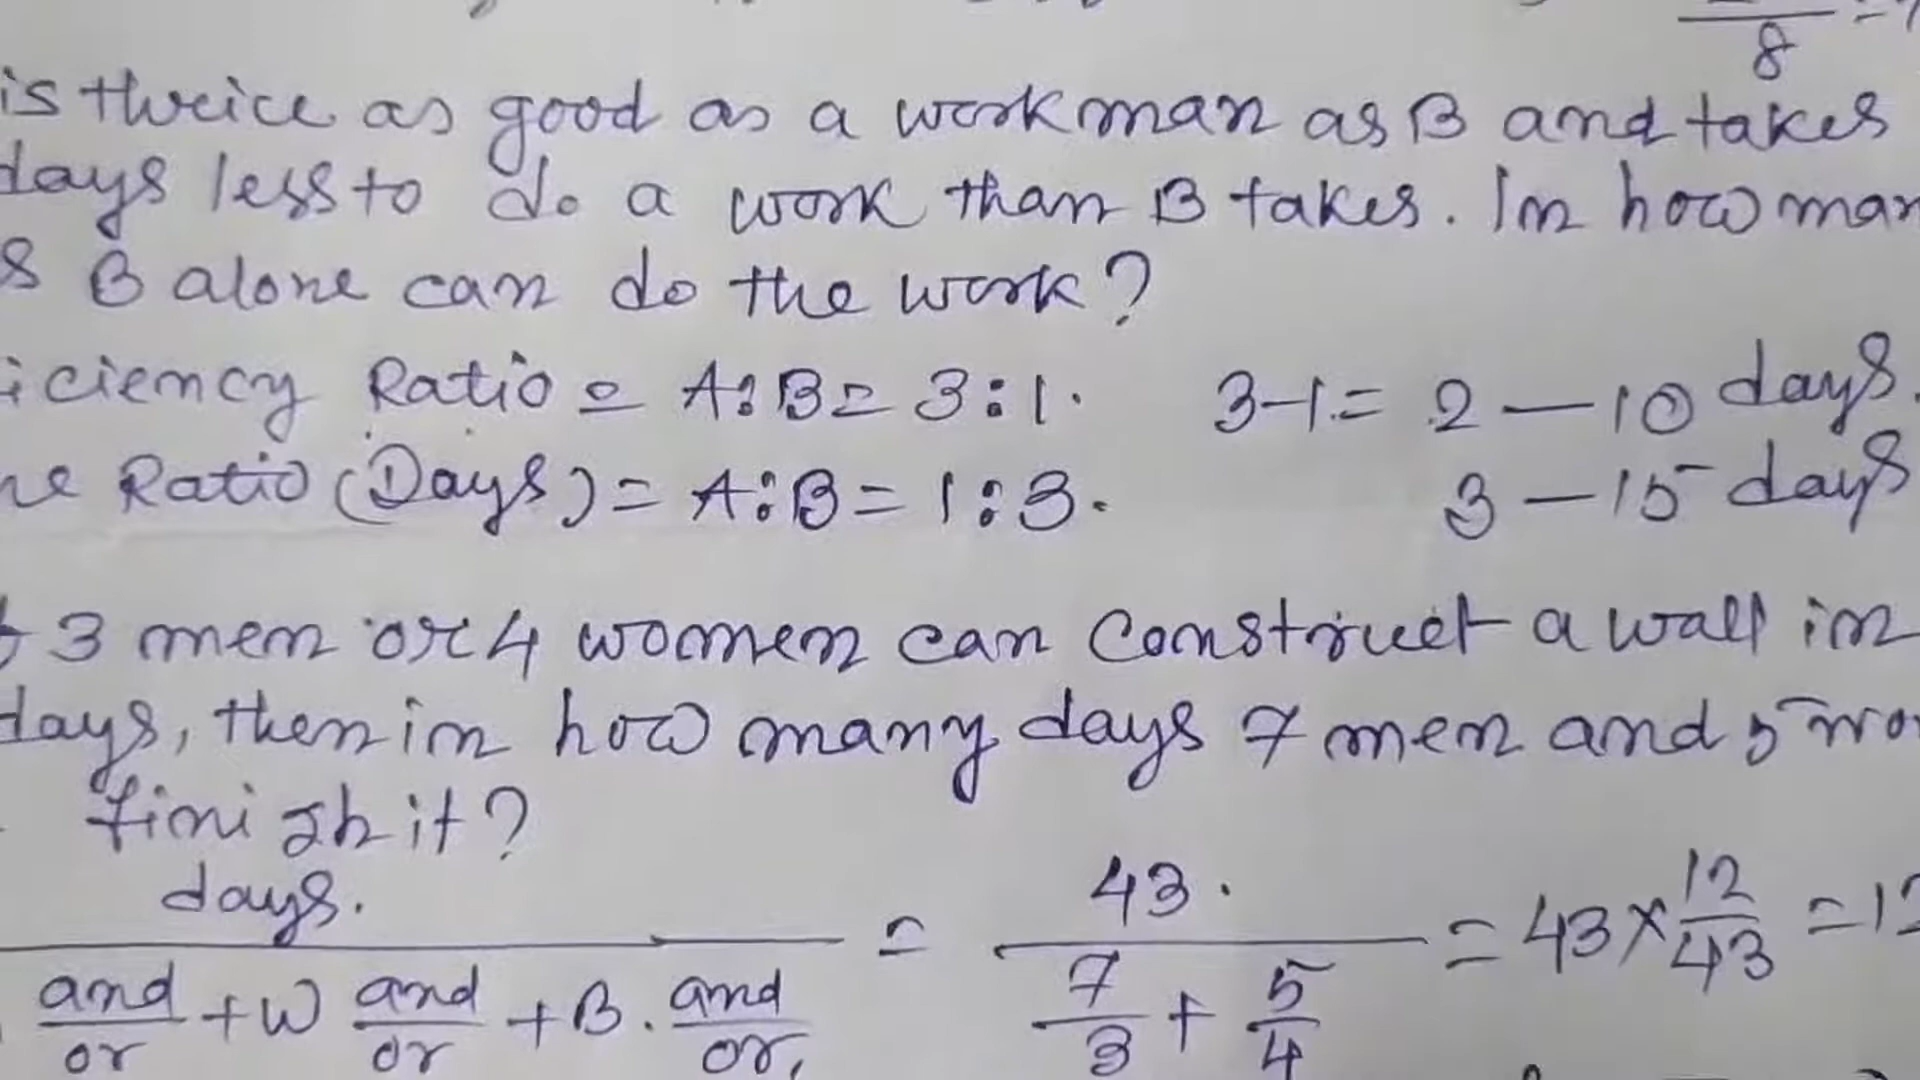 8
is thrice as good as a workman as B and takes
days less to do a work than B takes. In how man
s B alone can do the work?
iciency Ratio = A:B = 3:1. 3-1 = 2 — 10 days.
me Ratio (Days) = A:B = 1:3. 3 — 15 days
3 men or 4 women can construct a wall in
days, then in how many days 7 men and 5 wo
finish it?
days. / and/or + W and/or + B. and/or, = 43. / 7/3 + 5/4 = 43 × 12/43 = 12